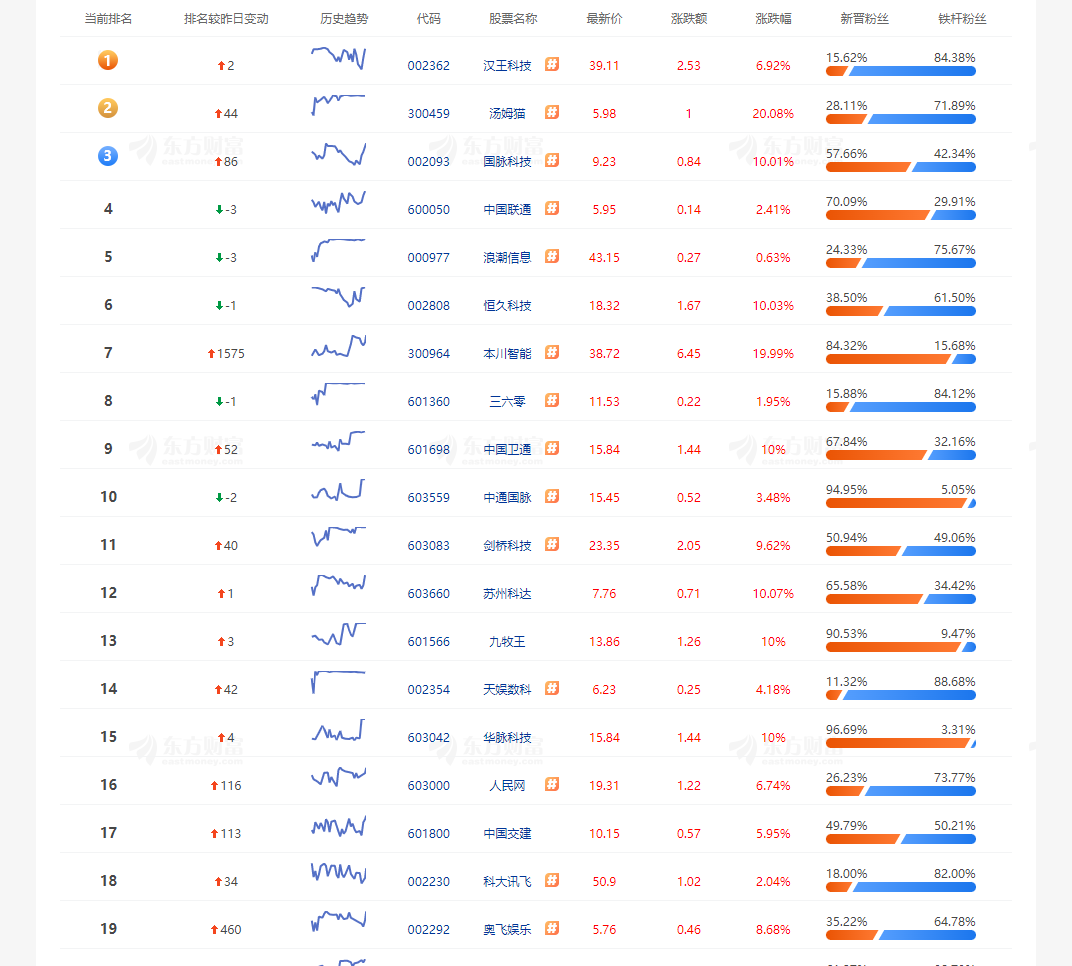 当前排名 排名较昨日变动 历史趋势 代码 股票名称 最新价 涨跌额 涨跌幅 新晋粉丝 铁杆粉丝
1 2 002362 汉王科技 # 39.11 2.53 6.92% 15.62% 84.38%
2 44 300459 汤姆猫 # 5.98 1 20.08% 28.11% 71.89%
3 86 002093 国脉科技 # 9.23 0.84 10.01% 57.66% 42.34%
4 -3 600050 中国联通 # 5.95 0.14 2.41% 70.09% 29.91%
5 -3 000977 浪潮信息 # 43.15 0.27 0.63% 24.33% 75.67%
6 -1 002808 恒久科技 18.32 1.67 10.03% 38.50% 61.50%
7 1575 300964 本川智能 # 38.72 6.45 19.99% 84.32% 15.68%
8 -1 601360 三六零 # 11.53 0.22 1.95% 15.88% 84.12%
9 52 601698 中国卫通 # 15.84 1.44 10% 67.84% 32.16%
10 -2 603559 中通国脉 # 15.45 0.52 3.48% 94.95% 5.05%
11 40 603083 剑桥科技 # 23.35 2.05 9.62% 50.94% 49.06%
12 1 603660 苏州科达 7.76 0.71 10.07% 65.58% 34.42%
13 3 601566 九牧王 13.86 1.26 10% 90.53% 9.47%
14 42 002354 天娱数科 # 6.23 0.25 4.18% 11.32% 88.68%
15 4 603042 华脉科技 15.84 1.44 10% 96.69% 3.31%
16 116 603000 人民网 # 19.31 1.22 6.74% 26.23% 73.77%
17 113 601800 中国交建 10.15 0.57 5.95% 49.79% 50.21%
18 34 002230 科大讯飞 # 50.9 1.02 2.04% 18.00% 82.00%
19 460 002292 奥飞娱乐 # 5.76 0.46 8.68% 35.22% 64.78%